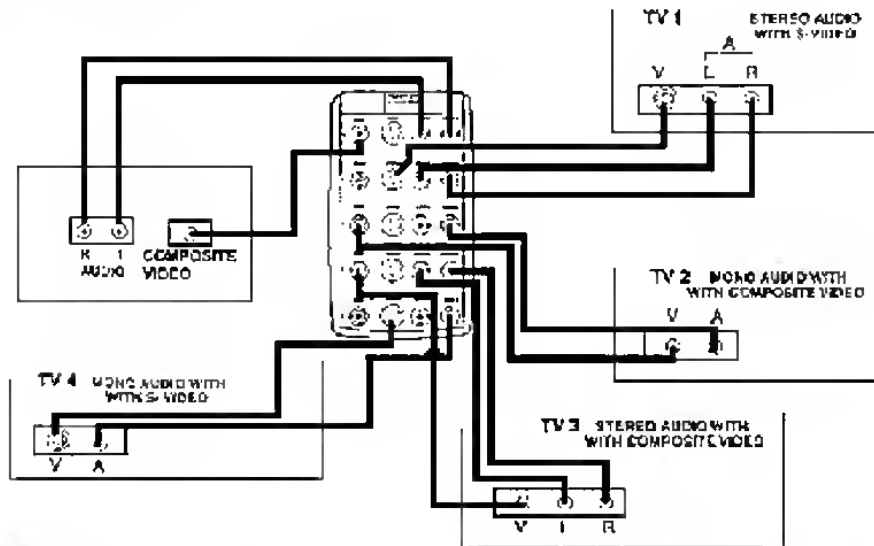 TV 1
STEREO AUDIO
WITH S-VIDEO
A
V L R
R L
AUDIO
COMPOSITE
VIDEO
TV 2 MONO AUDIO WITH
WITH COMPOSITE VIDEO
V A
TV 4 MONO AUDIO WITH
WITH S-VIDEO
V A
TV 3 STEREO AUDIO WITH
WITH COMPOSITE VIDEO
V L R